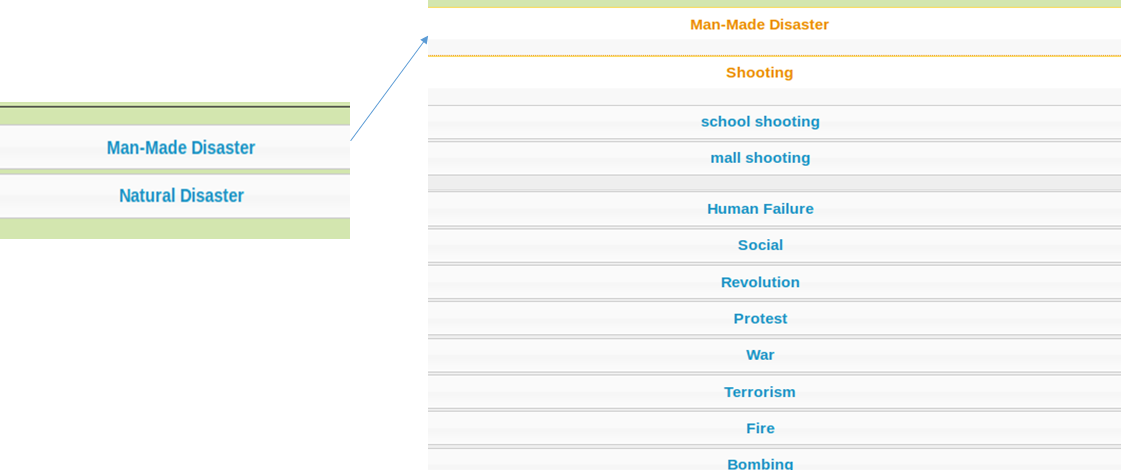 Man-Made Disaster
Natural Disaster
Man-Made Disaster
Shooting
school shooting
mall shooting
Human Failure
Social
Revolution
Protest
War
Terrorism
Fire
Bombing